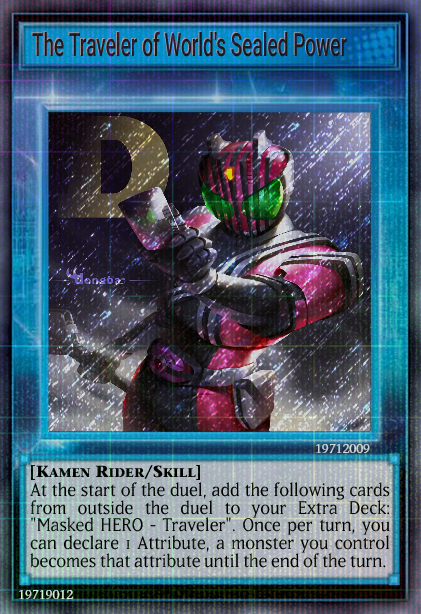 The Traveler of World's Sealed Power
D
19712009
[KAMEN RIDER/SKILL]
At the start of the duel, add the following cards
from outside the duel to your Extra Deck:
"Masked HERO - Traveler". Once per turn, you
can declare 1 Attribute, a monster you control
becomes that attribute until the end of the turn.
19719012